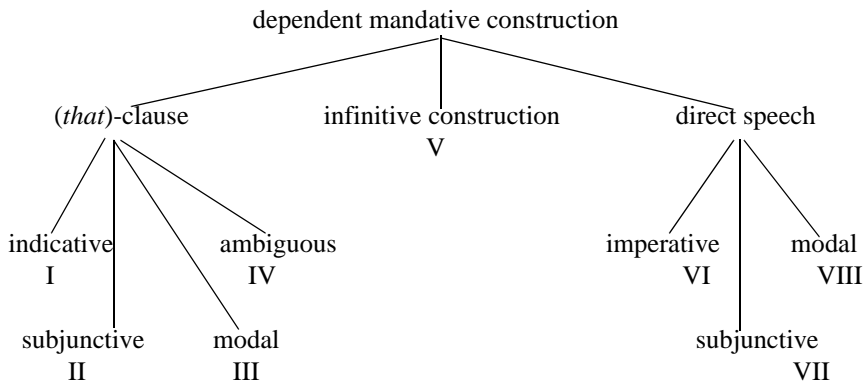 dependent mandative construction
(that)-clause infinitive construction direct speech
V
indicative ambiguous imperative modal
I IV VI VIII
subjunctive modal subjunctive
II III VII